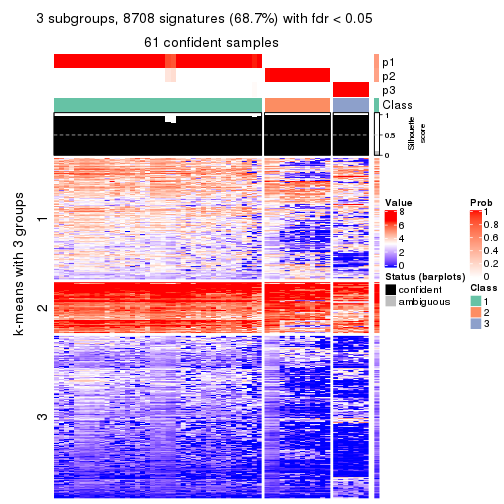 3 subgroups, 8708 signatures (68.7%) with fdr < 0.05
61 confident samples
p1
p2
p3
Class
1
0.5
0
Silhouette
score
k-means with 3 groups
1
2
3
Value
8
6
4
2
0
Status (barplots)
confident
ambiguous
Prob
1
0.8
0.6
0.4
0.2
0
Class
1
2
3